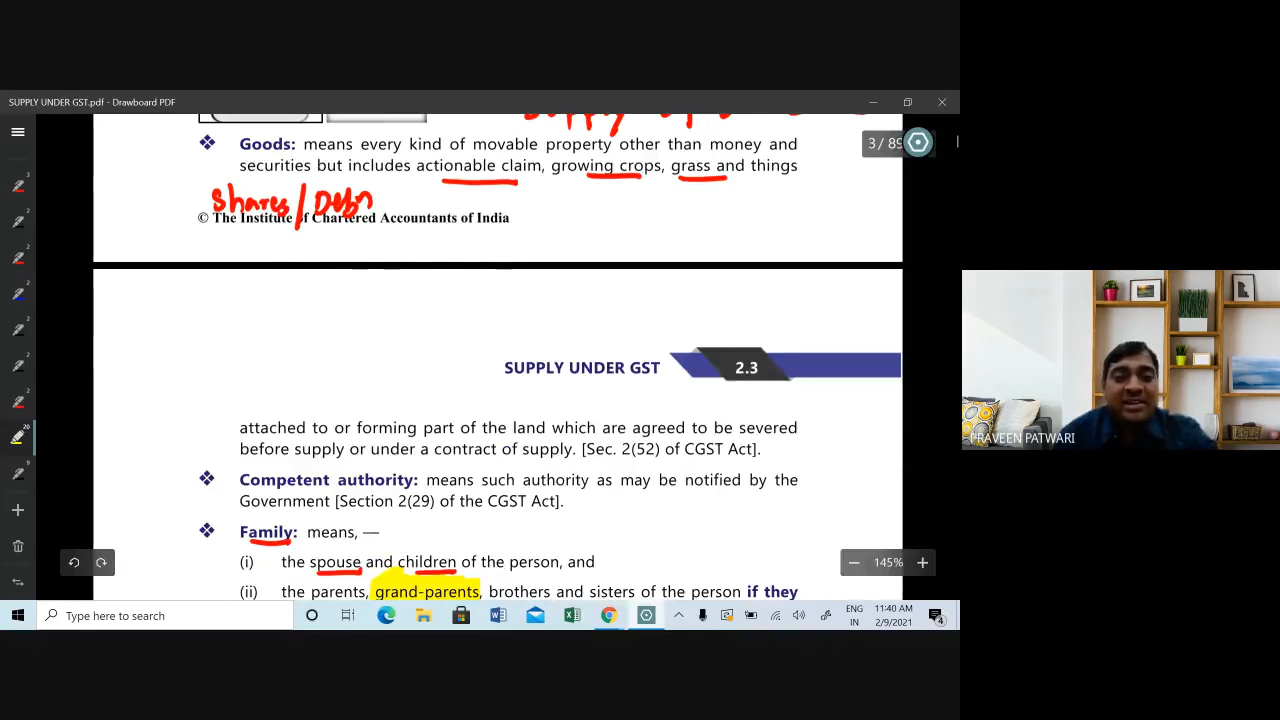 SUPPLY UNDER GST.pdf - Drawboard PDF
3 / 89
Goods: means every kind of movable property other than money and
securities but includes actionable claim, growing crops, grass and things
Shares/Deb
© The Institute of Chartered Accountants of India
SUPPLY UNDER GST 2.3
attached to or forming part of the land which are agreed to be severed
before supply or under a contract of supply. [Sec. 2(52) of CGST Act].
Competent authority: means such authority as may be notified by the
Government [Section 2(29) of the CGST Act].
Family: means, —
(i) the spouse and children of the person, and
(ii) the parents, grand-parents, brothers and sisters of the person if they
145%
PRAVEEN PATWARI
Type here to search
ENG
IN
11:40 AM
2/9/2021
4